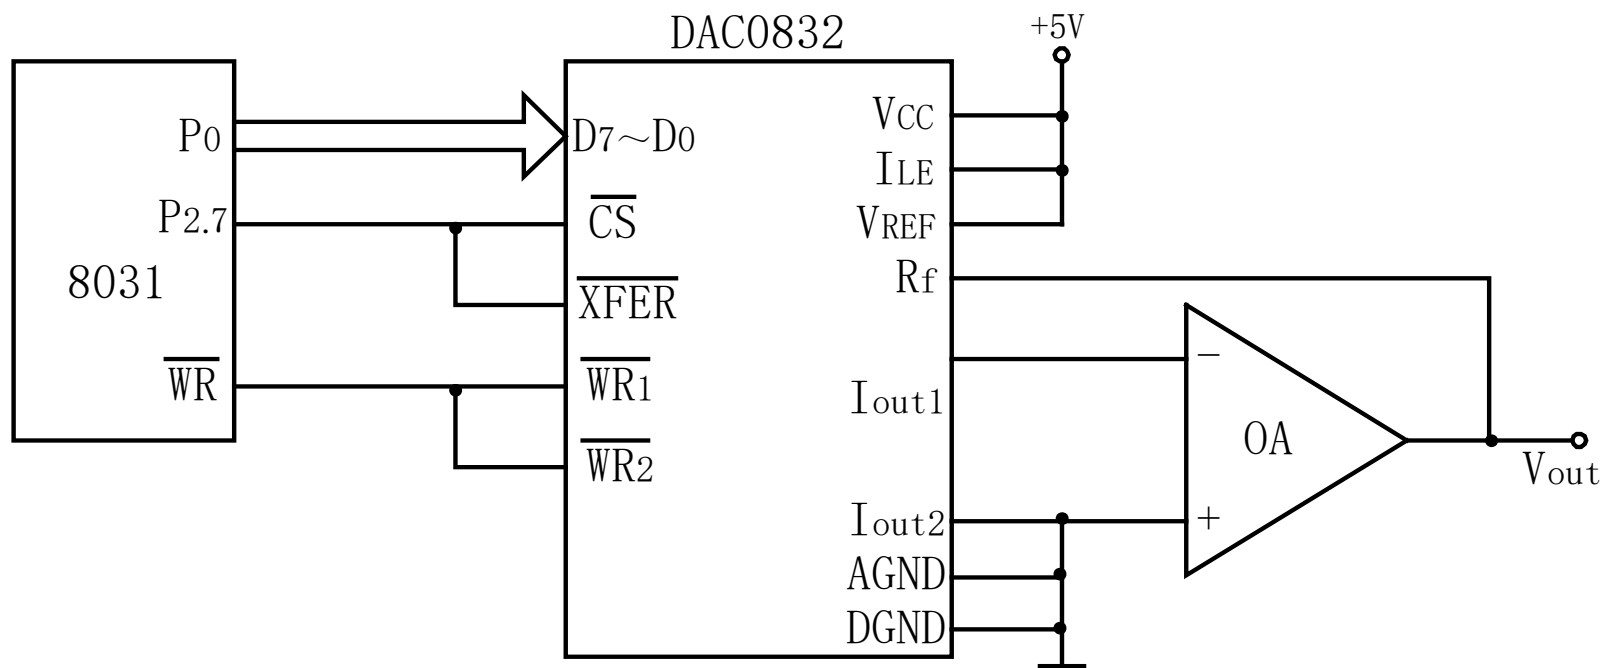 DAC0832
+5V
P0
D7~D0
VCC
ILE
P2.7
CS
VREF
8031
XFER
Rf
WR
WR1
Iout1
−
OA
WR2
Vout
Iout2
+
AGND
DGND